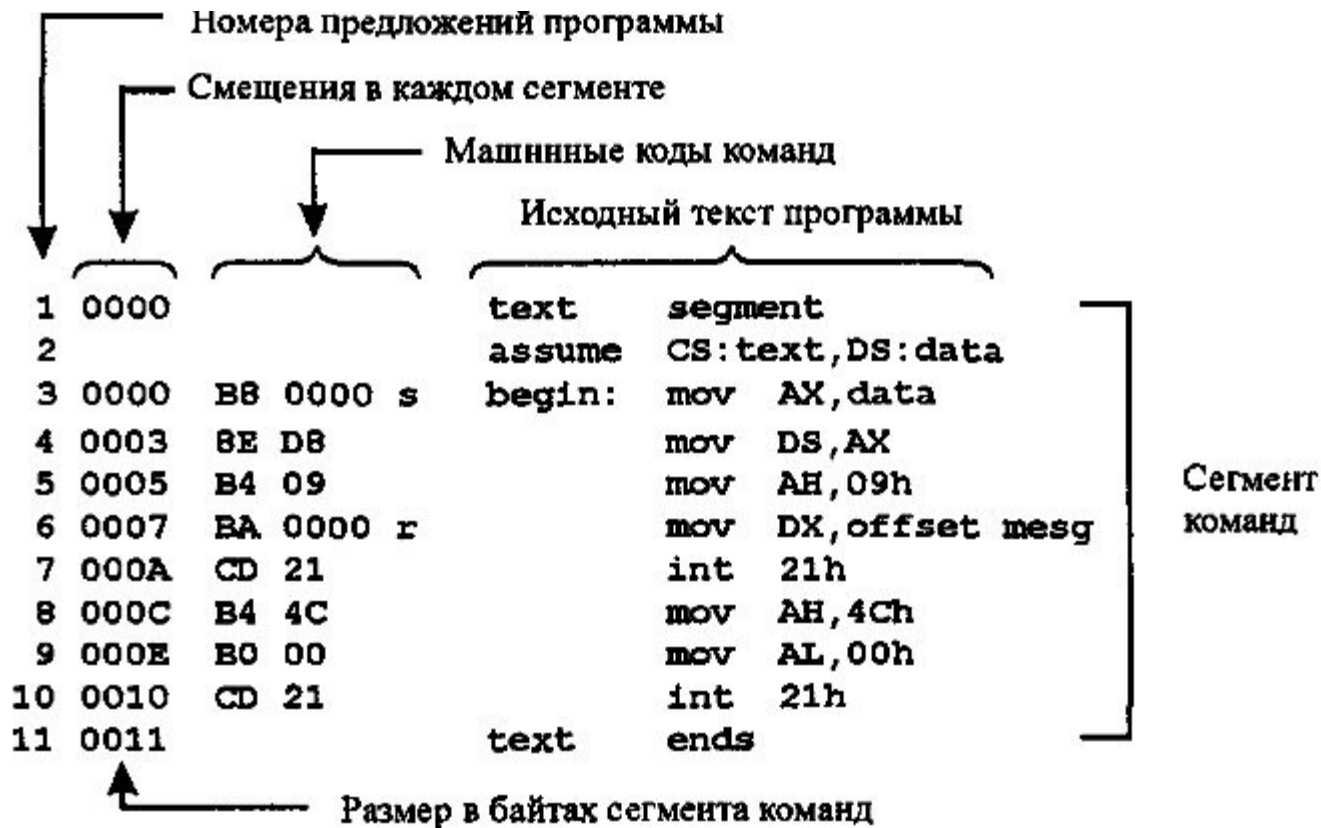 Номера предложений программы
Смещения в каждом сегменте
Машинные коды команд
Исходный текст программы
1 0000 text segment
2 assume CS:text,DS:data
3 0000 B8 0000 s begin: mov AX,data
4 0003 8E D8 mov DS,AX
5 0005 B4 09 mov AH,09h
6 0007 BA 0000 r mov DX,offset mesg
7 000A CD 21 int 21h
8 000C B4 4C mov AH,4Ch
9 000E B0 00 mov AL,00h
10 0010 CD 21 int 21h
11 0011 text ends
Сегмент
команд
Размер в байтах сегмента команд